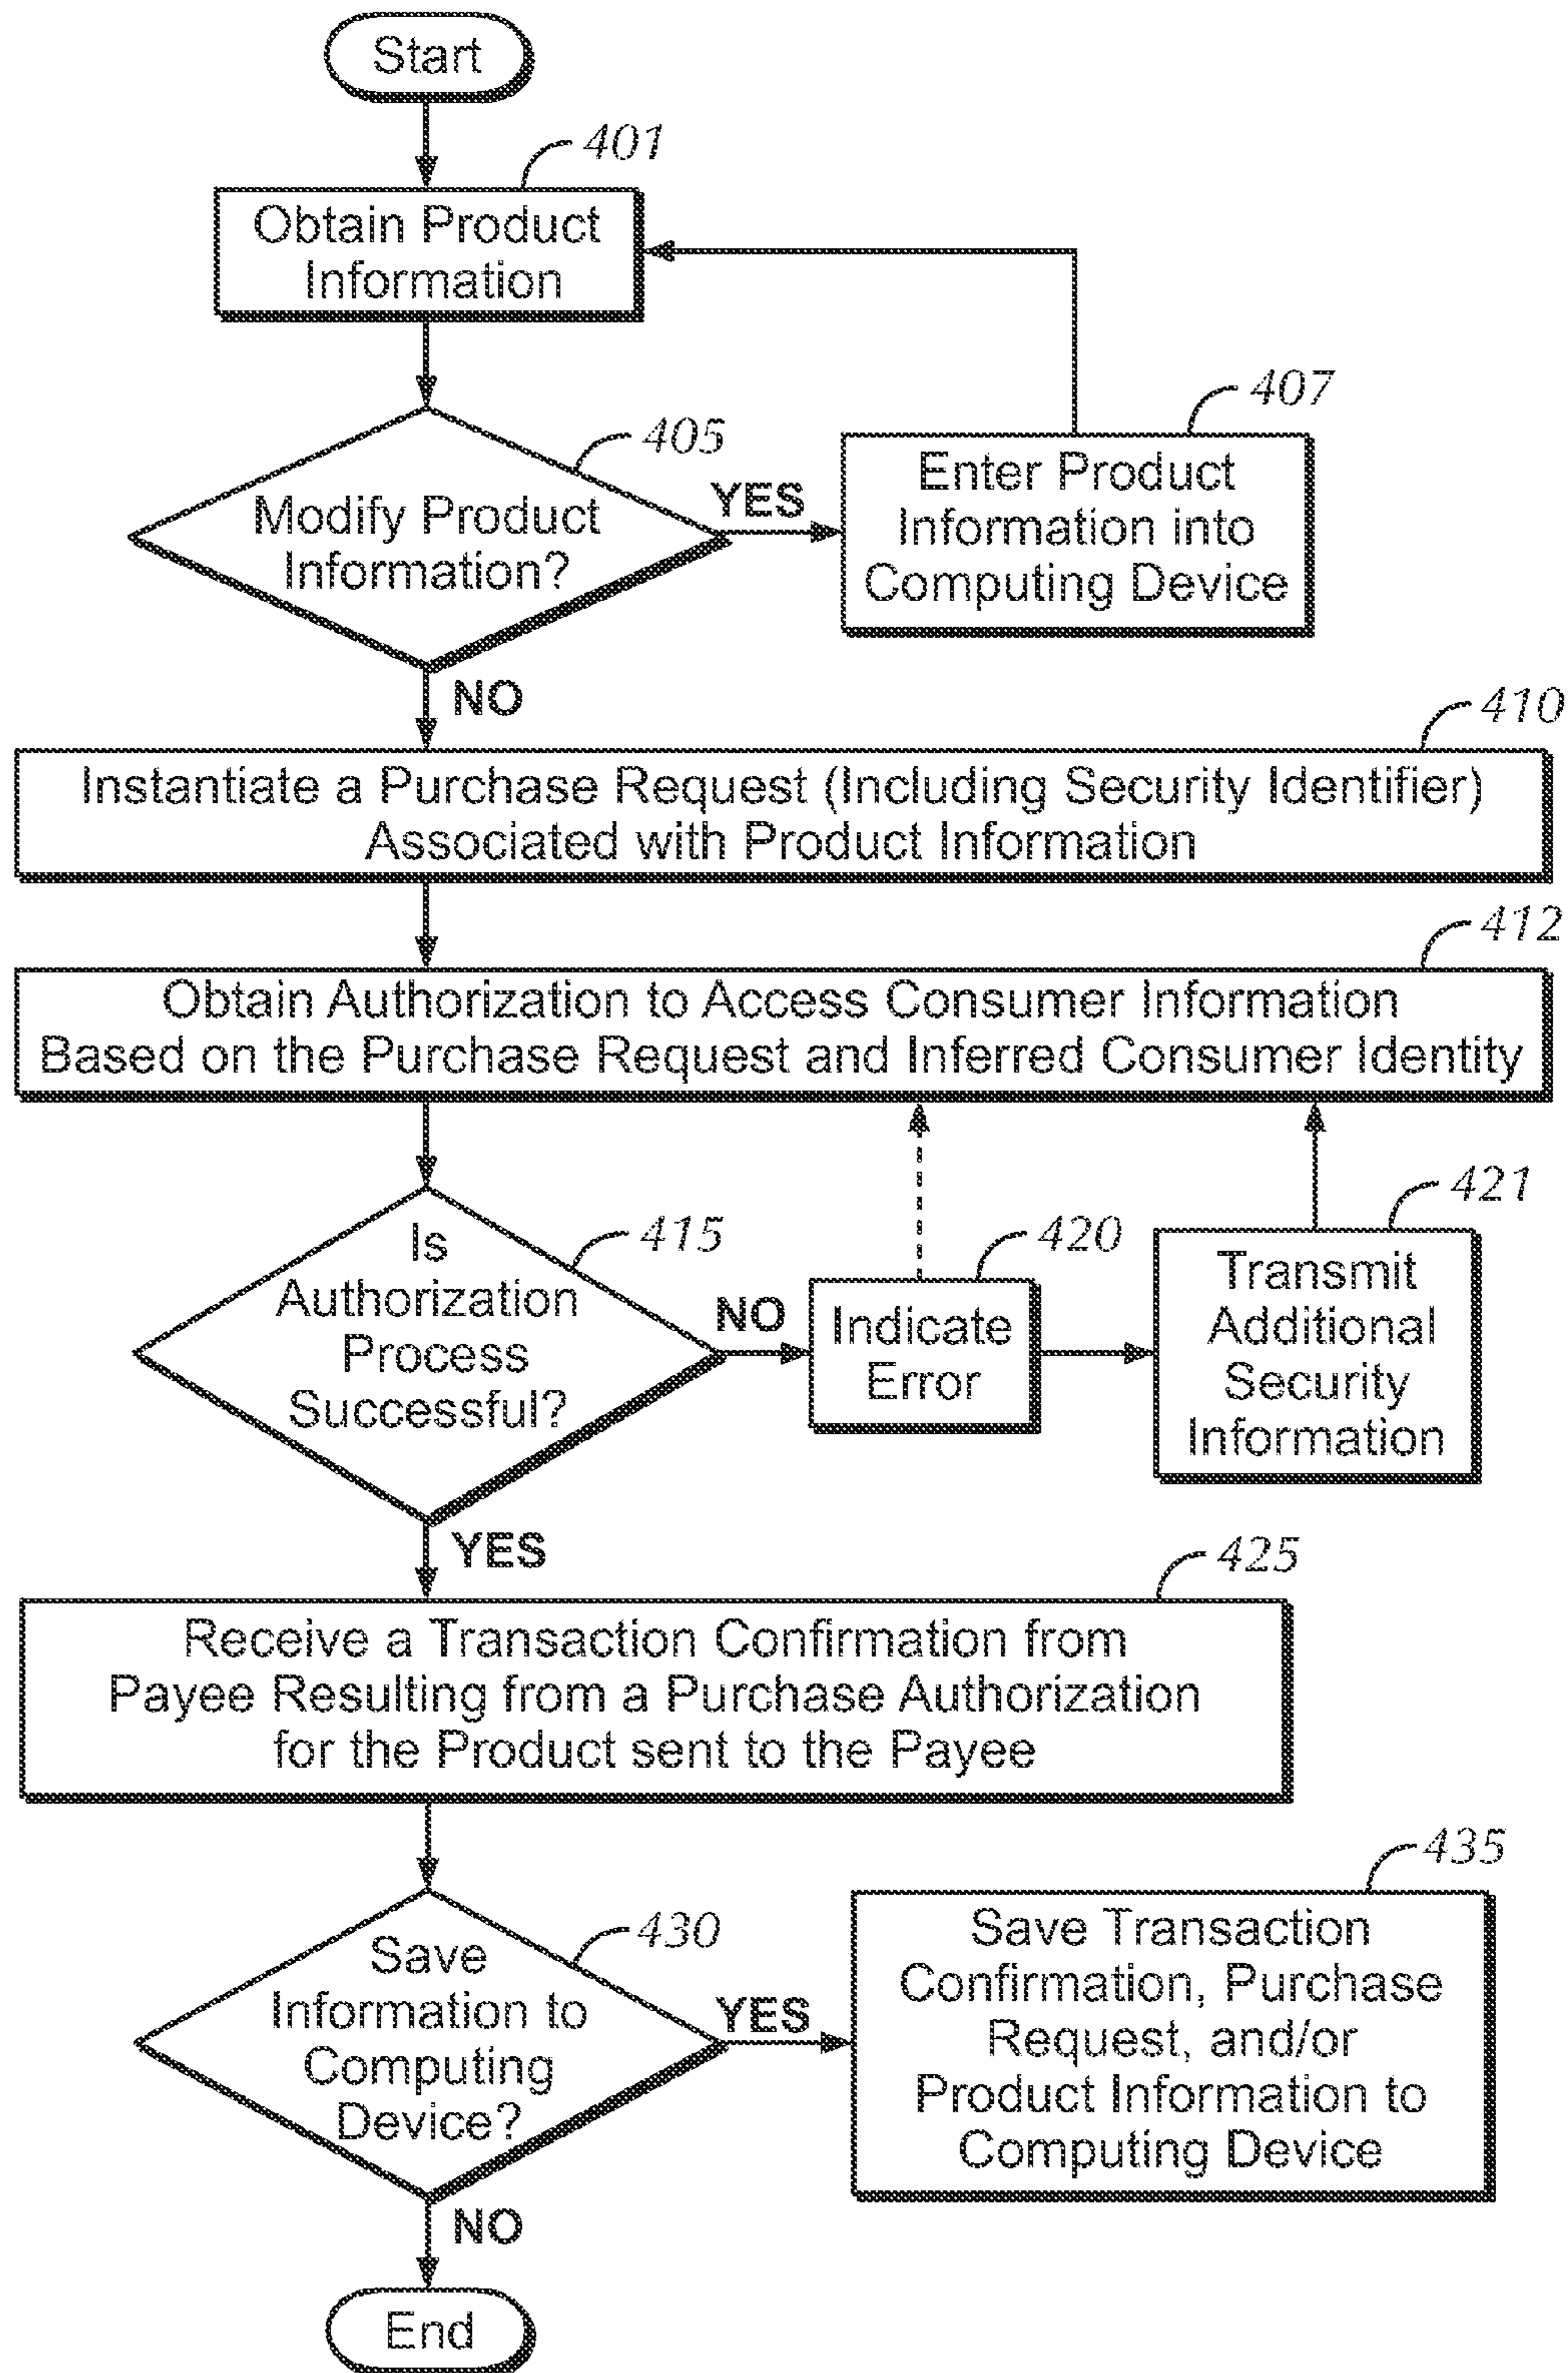 Start
401
Obtain Product
Information
405
Modify Product
Information?
YES
407
Enter Product
Information into
Computing Device
NO
410
Instantiate a Purchase Request (Including Security Identifier)
Associated with Product Information
412
Obtain Authorization to Access Consumer Information
Based on the Purchase Request and Inferred Consumer Identity
415
Is
Authorization
Process
Successful?
NO
420
Indicate
Error
421
Transmit
Additional
Security
Information
YES
425
Receive a Transaction Confirmation from
Payee Resulting from a Purchase Authorization
for the Product sent to the Payee
430
Save
Information to
Computing
Device?
YES
435
Save Transaction
Confirmation, Purchase
Request, and/or
Product Information to
Computing Device
NO
End